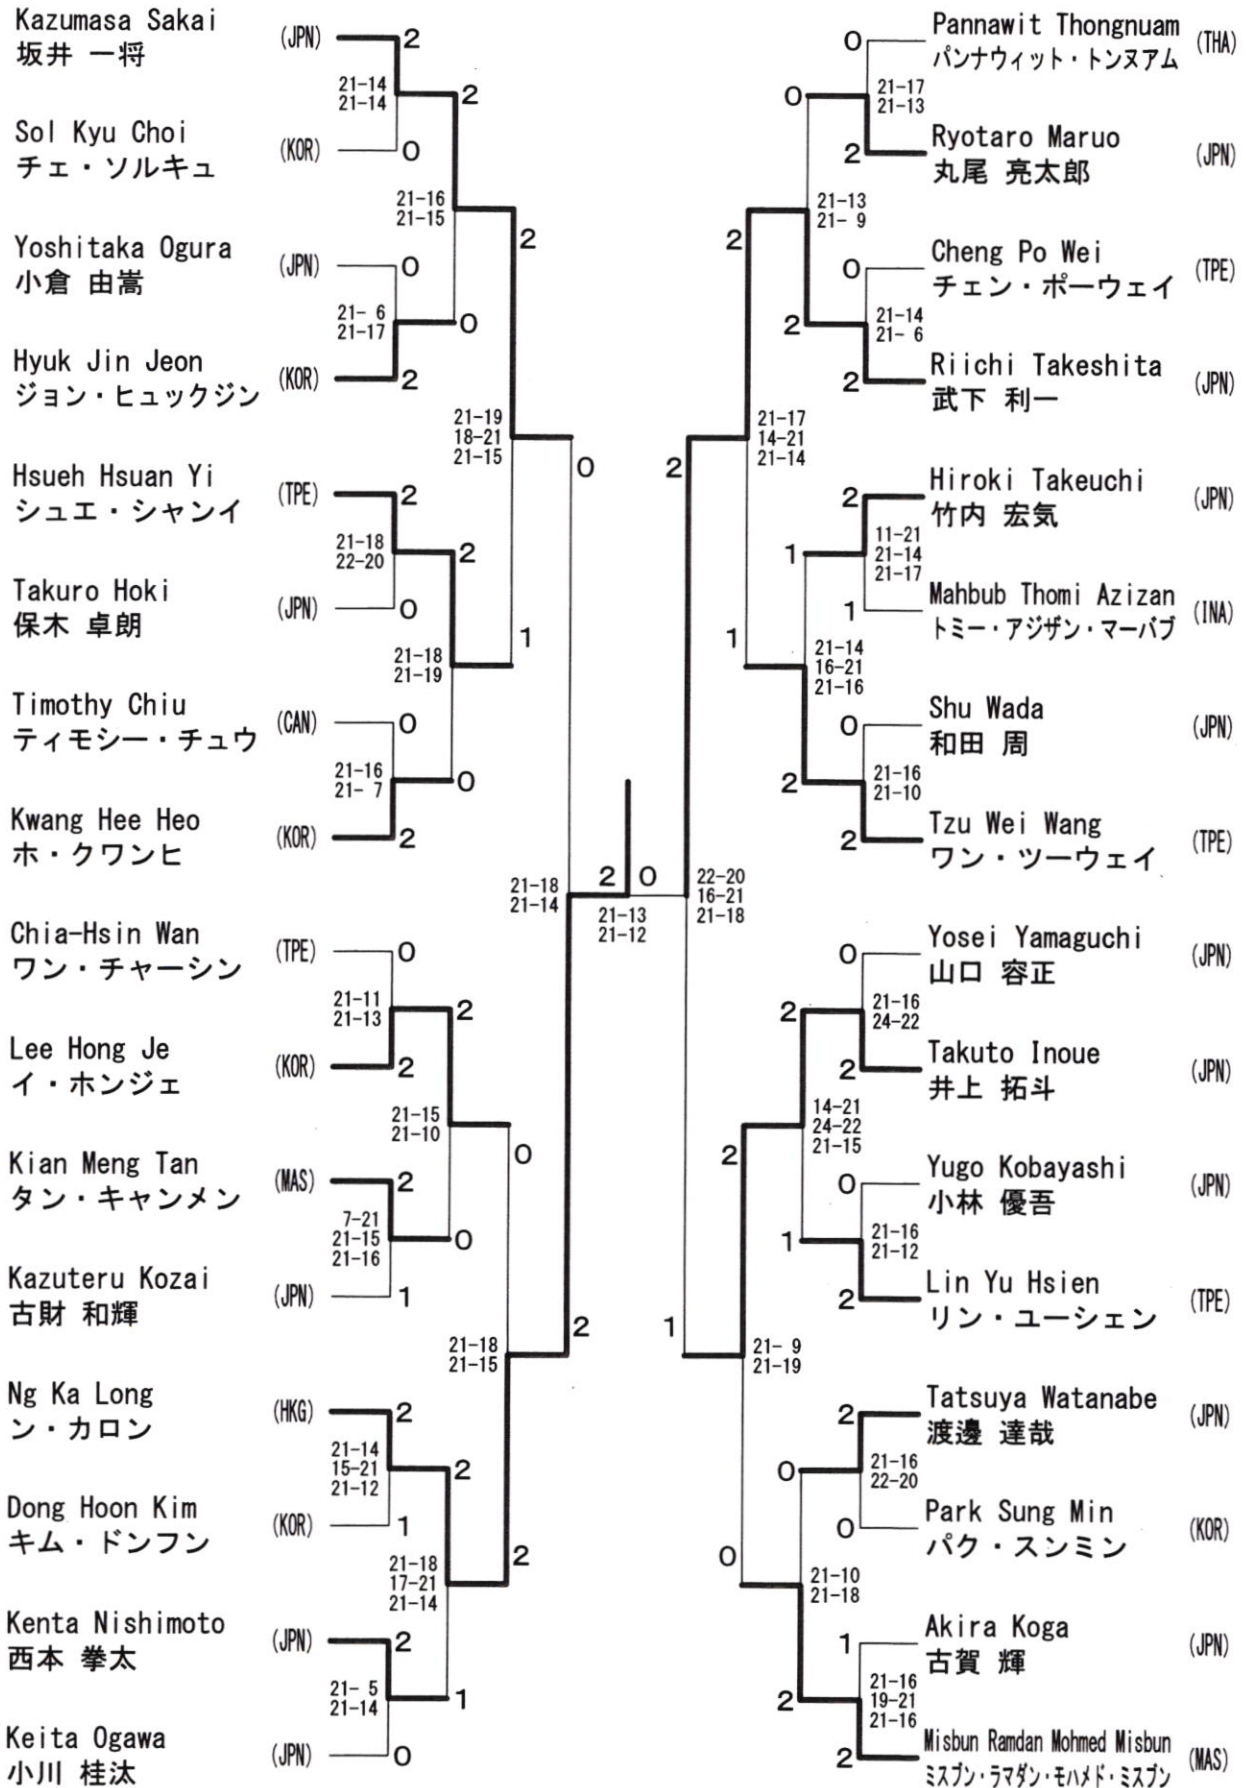 Kazumasa Sakai
坂井 一将
(JPN)
2
21-14
21-14
2
Sol Kyu Choi
チェ・ソルキュ
(KOR)
0
21-16
21-15
2
Yoshitaka Ogura
小倉 由嵩
(JPN)
0
21- 6
21-17
0
Hyuk Jin Jeon
ジョン・ヒュックジン
(KOR)
2
21-19
18-21
21-15
0
Hsueh Hsuan Yi
シュエ・シャンイ
(TPE)
2
21-18
22-20
2
Takuro Hoki
保木 卓朗
(JPN)
0
21-18
21-19
1
Timothy Chiu
ティモシー・チュウ
(CAN)
0
21-16
21- 7
0
Kwang Hee Heo
ホ・クワンヒ
(KOR)
2
21-18
21-14
2 0
21-13
21-12
Chia-Hsin Wan
ワン・チャーシン
(TPE)
0
21-11
21-13
2
Lee Hong Je
イ・ホンジェ
(KOR)
2
21-15
21-10
0
Kian Meng Tan
タン・キャンメン
(MAS)
2
7-21
21-15
21-16
0
Kazuteru Kozai
古財 和輝
(JPN)
1
21-18
21-15
2
Ng Ka Long
ン・カロン
(HKG)
2
21-14
15-21
21-12
2
Dong Hoon Kim
キム・ドンフン
(KOR)
1
21-18
17-21
21-14
2
Kenta Nishimoto
西本 拳太
(JPN)
2
21- 5
21-14
1
Keita Ogawa
小川 桂汰
(JPN)
0
Pannawit Thongnuam
パンナウィット・トンヌアム
(THA)
0
21-17
21-13
0
Ryotaro Maruo
丸尾 亮太郎
(JPN)
2
21-13
21- 9
2
Cheng Po Wei
チェン・ポーウェイ
(TPE)
0
21-14
21- 6
2
Riichi Takeshita
武下 利一
(JPN)
2
21-17
14-21
21-14
2
Hiroki Takeuchi
竹内 宏気
(JPN)
2
11-21
21-14
21-17
1
Mahbub Thomi Azizan
トミー・アジザン・マーバブ
(INA)
1
21-14
16-21
21-16
1
Shu Wada
和田 周
(JPN)
0
21-16
21-10
2
Tzu Wei Wang
ワン・ツーウェイ
(TPE)
2
22-20
16-21
21-18
Yosei Yamaguchi
山口 容正
(JPN)
0
21-16
24-22
2
Takuto Inoue
井上 拓斗
(JPN)
2
14-21
24-22
21-15
2
Yugo Kobayashi
小林 優吾
(JPN)
0
21-16
21-12
1
Lin Yu Hsien
リン・ユーシェン
(TPE)
2
21- 9
21-19
1
Tatsuya Watanabe
渡邊 達哉
(JPN)
2
21-16
22-20
0
Park Sung Min
パク・スンミン
(KOR)
0
21-10
21-18
0
Akira Koga
古賀 輝
(JPN)
1
21-16
19-21
21-16
2
Misbun Ramdan Mohmed Misbun
ミスブン・ラマダン・モハメド・ミスブン
(MAS)
2